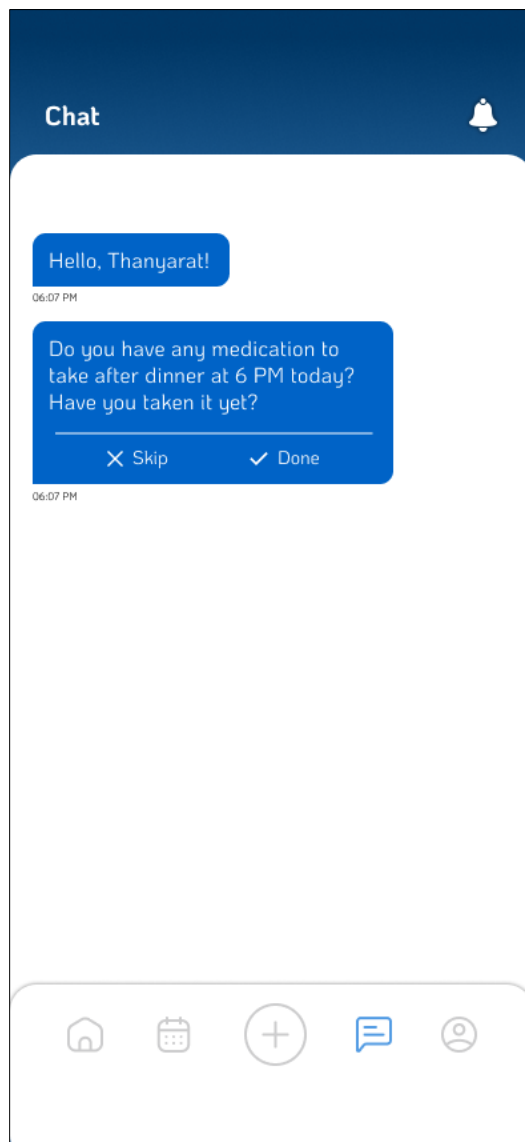 Chat
Hello, Thanyarat!
06:07 PM
Do you have any medication to
take after dinner at 6 PM today?
Have you taken it yet?
Skip
Done
06:07 PM